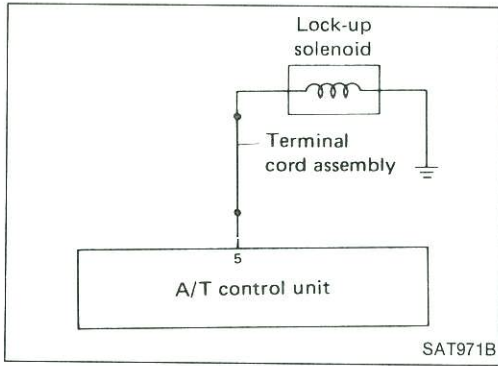 Lock-up
solenoid
Terminal
cord assembly
5
A/T control unit
SAT971B